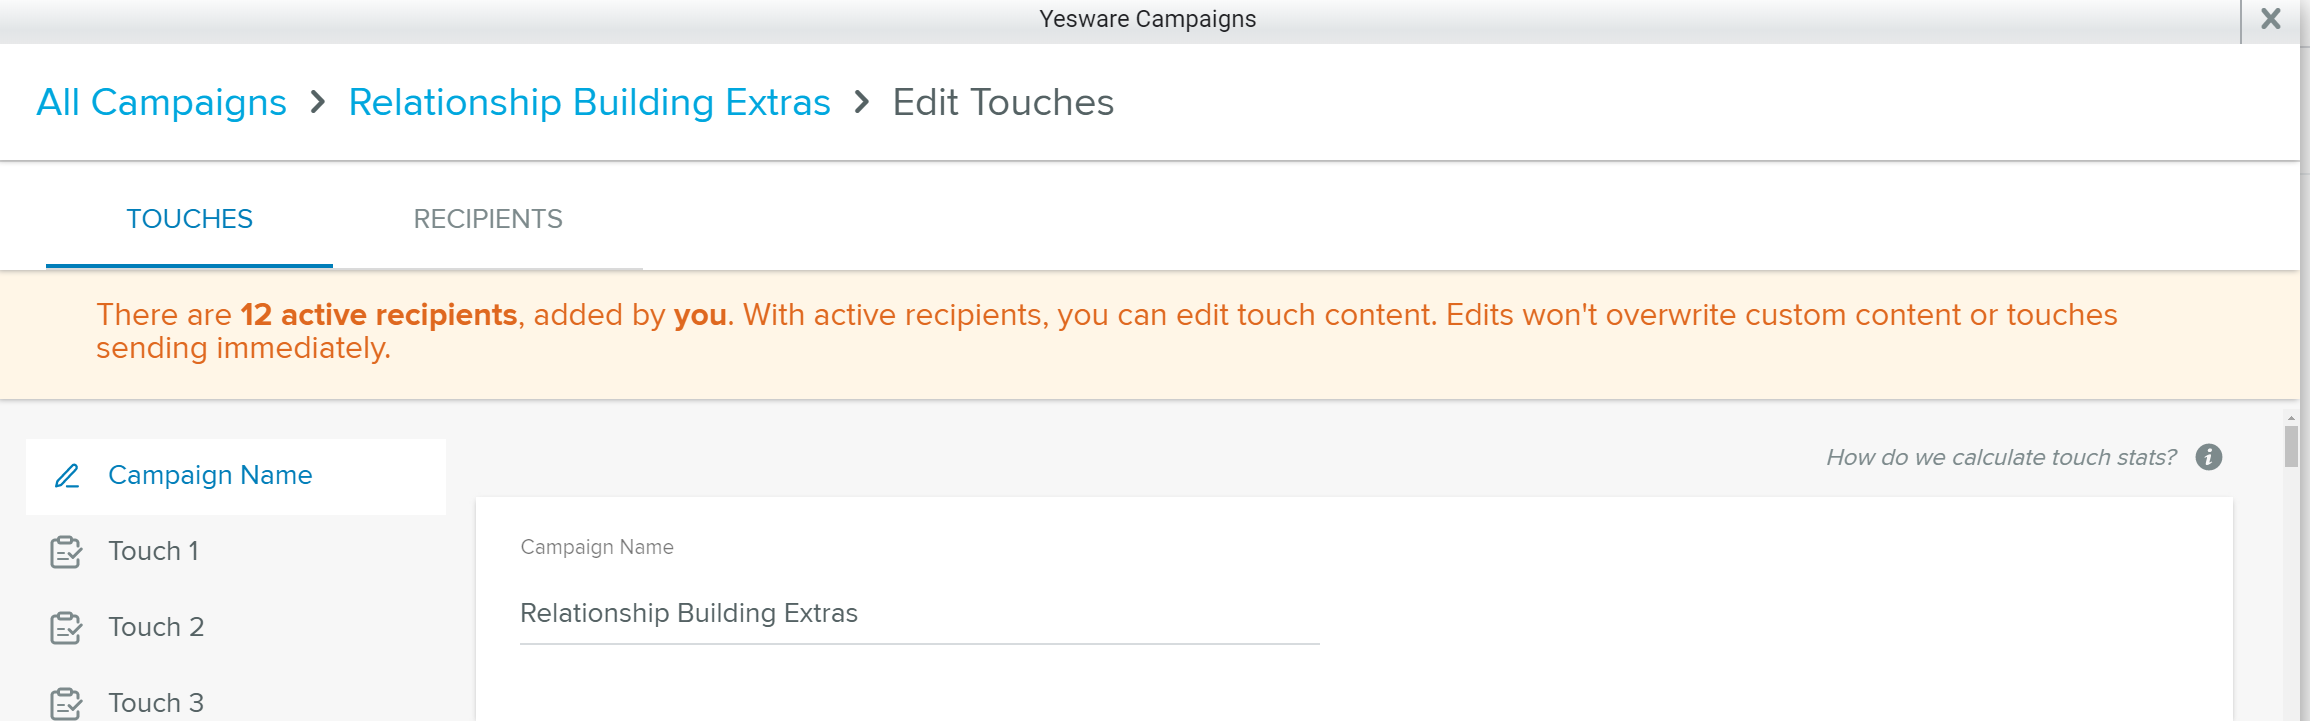 Yesware Campaigns
All Campaigns > Relationship Building Extras > Edit Touches
TOUCHES RECIPIENTS
There are 12 active recipients, added by you. With active recipients, you can edit touch content. Edits won't overwrite custom content or touches
sending immediately.
How do we calculate touch stats?
Campaign Name
Touch 1
Touch 2
Touch 3
Campaign Name
Relationship Building Extras